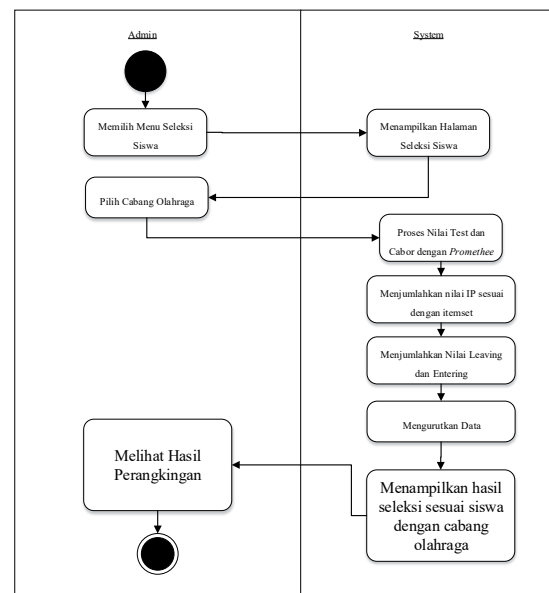 Admin
System
Memilih Menu Seleksi
Siswa
Menampilkan Halaman
Seleksi Siswa
Pilih Cabang Olahraga
Proses Nilai Test dan
Cabor dengan Promethee
Menjumlahkan nilai IP sesuai
dengan itemset
Menjumlahkan Nilai Leaving
dan Entering
Mengurutkan Data
Menampilkan hasil
seleksi sesuai siswa
dengan cabang
olahraga
Melihat Hasil
Perangkingan